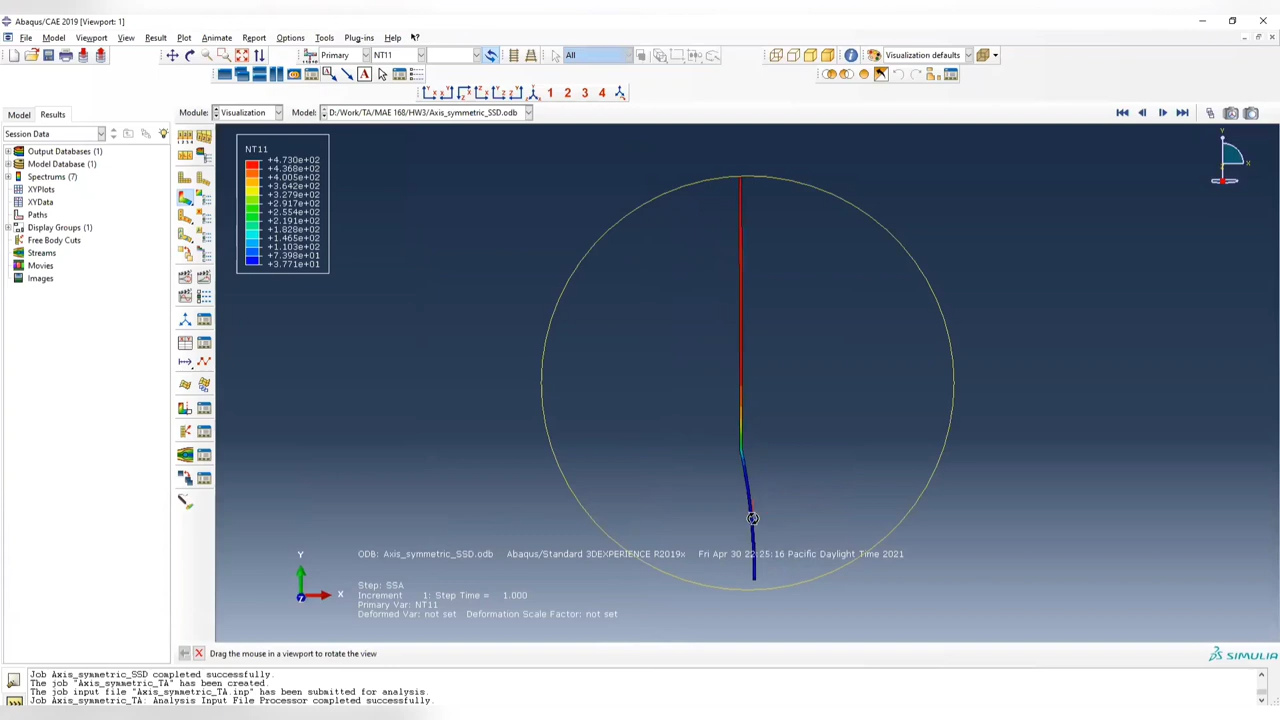 Abaqus/CAE 2019 [Viewport: 1]
File Model Viewport View Result Plot Animate Report Options Tools Plug-ins Help
Primary NT11 All Visualization defaults
A
1 2 3 4
Model Results Module: Visualization Model: D:/Work/TA/MAE 168/HW3/Axis_symmetric_SSD.odb
Session Data
Output Databases (1)
Model Database (1)
Spectrums (7)
XYPlots
XYData
Paths
Display Groups (1)
Free Body Cuts
Streams
Movies
Images
NT11
+4.730e+02
+4.368e+02
+4.005e+02
+3.642e+02
+3.279e+02
+2.917e+02
+2.554e+02
+2.191e+02
+1.828e+02
+1.465e+02
+1.103e+02
+7.398e+01
+3.771e+01
Y
X
Y
X
Z
ODB: Axis_symmetric_SSD.odb Abaqus/Standard 3DEXPERIENCE R2019x Fri Apr 30 22:25:16 Pacific Daylight Time 2021
Step: SSA
Increment 1: Step Time = 1.000
Primary Var: NT11
Deformed Var: not set Deformation Scale Factor: not set
Drag the mouse in a viewport to rotate the view
SIMULIA
Job Axis_symmetric_SSD completed successfully.
The job "Axis_symmetric_TA" has been created.
The job input file "Axis_symmetric_TA.inp" has been submitted for analysis.
Job Axis_symmetric_TA: Analysis Input File Processor completed successfully.